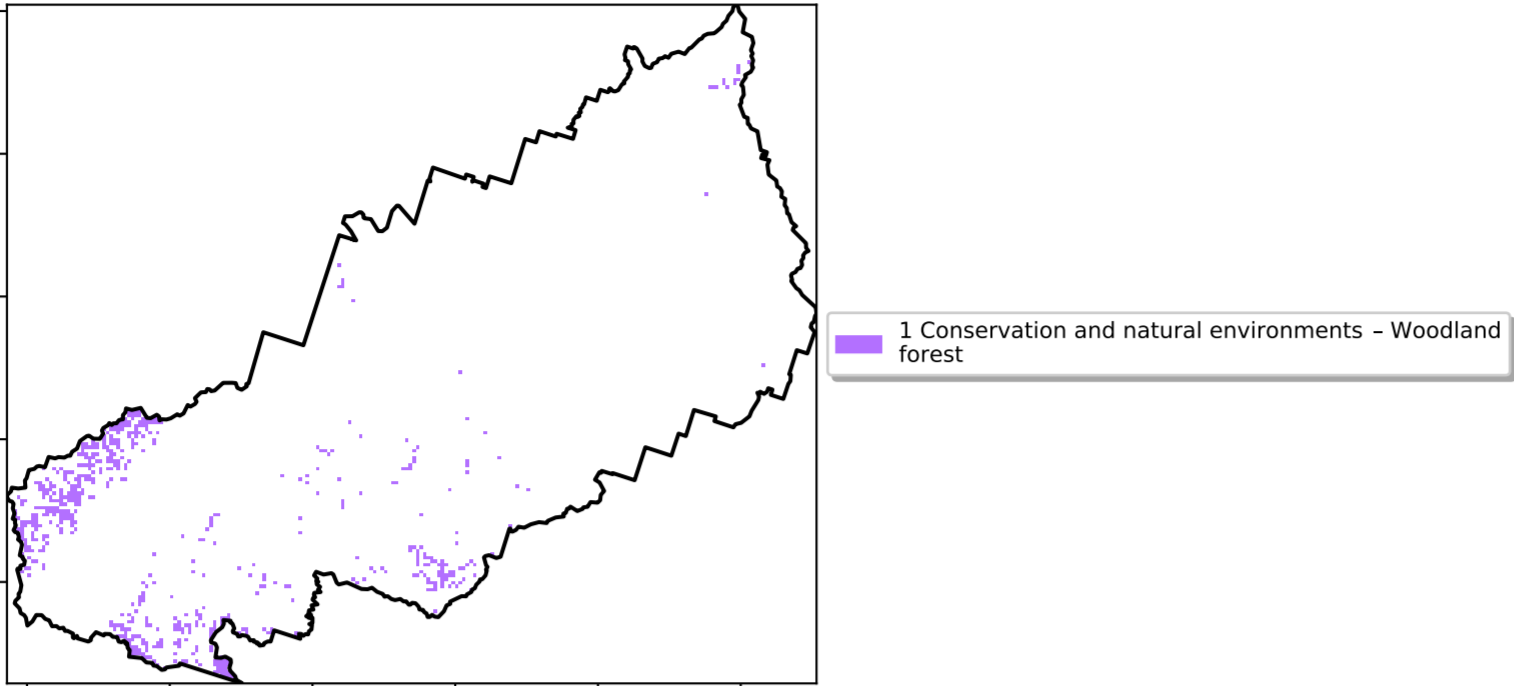 1 Conservation and natural environments – Woodland
forest